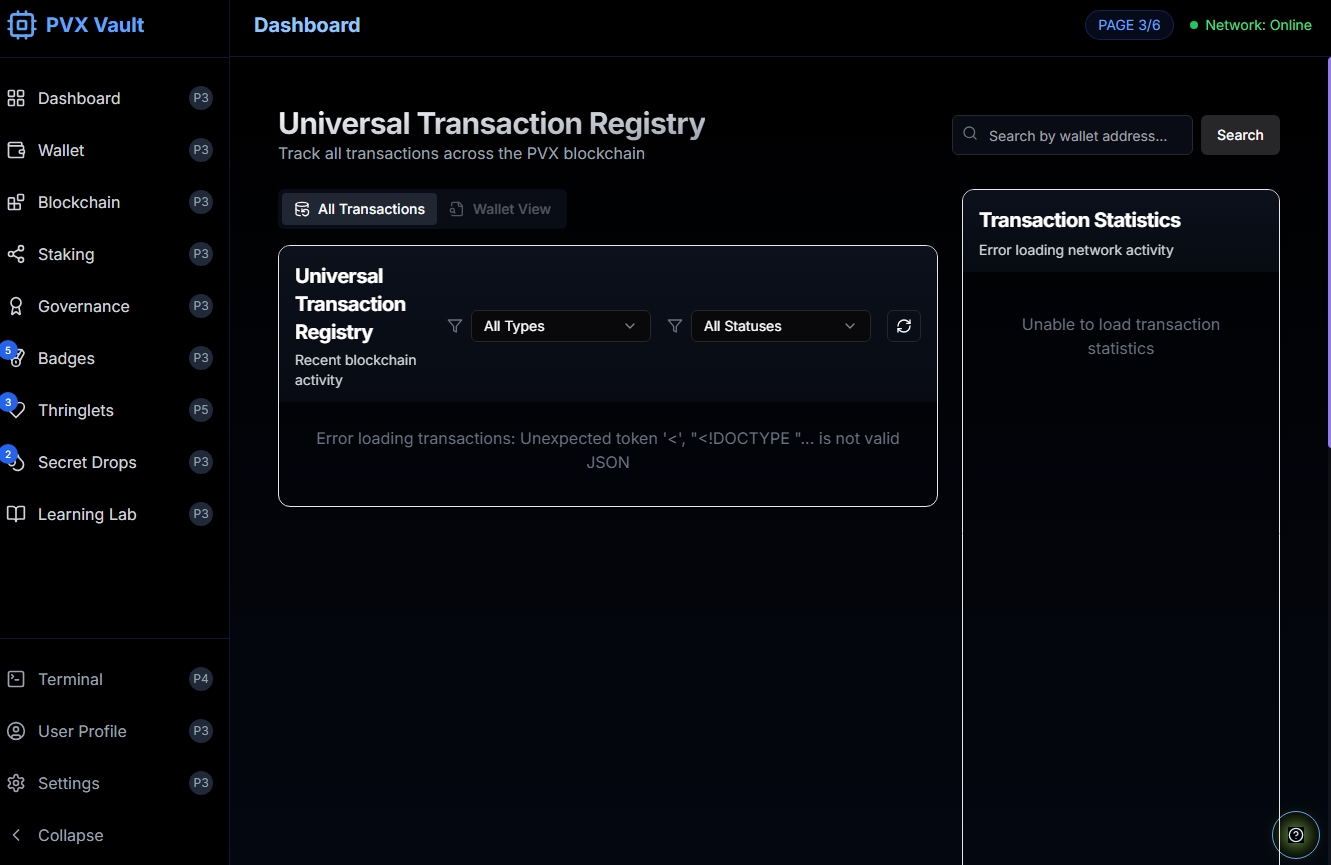 PVX Vault
Dashboard
PAGE 3/6
Network: Online
Dashboard P3
Wallet P3
Blockchain P3
Staking P3
Governance P3
5 Badges P3
3 Thringlets P5
2 Secret Drops P3
Learning Lab P3
Terminal P4
User Profile P3
Settings P3
Collapse
Universal Transaction Registry
Track all transactions across the PVX blockchain
Search by wallet address...
Search
All Transactions
Wallet View
Universal
Transaction
Registry
Recent blockchain
activity
All Types
All Statuses
Error loading transactions: Unexpected token '<', "<!DOCTYPE "... is not valid
JSON
Transaction Statistics
Error loading network activity
Unable to load transaction
statistics